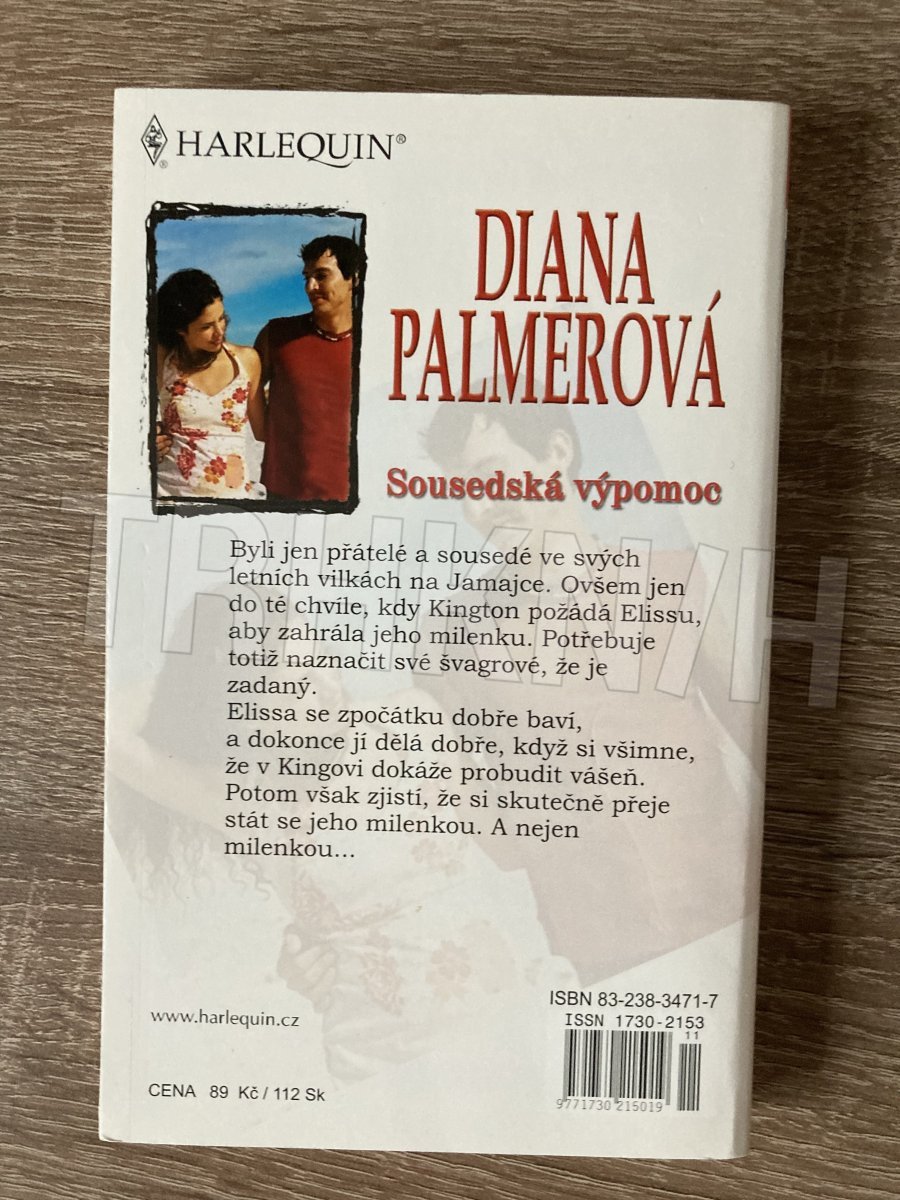 HARLEQUIN®
DIANA
PALMEROVÁ
Sousedská výpomoc
Byli jen přátelé a sousedé ve svých
letních vilkách na Jamajce. Ovšem jen
do té chvíle, kdy Kington požádá Elissu,
aby zahrála jeho milenku. Potřebuje
totiž naznačit své švagrové, že je
zadaný.
Elissa se zpočátku dobře baví,
a dokonce jí dělá dobře, když si všimne,
že v Kingovi dokáže probudit vášeň.
Potom však zjistí, že si skutečně přeje
stát se jeho milenkou. A nejen
milenkou...
TRHKNIH
www.harlequin.cz
CENA 89 Kč / 112 Sk
ISBN 83-238-3471-7
ISSN 1730-2153
11
9771730 215019